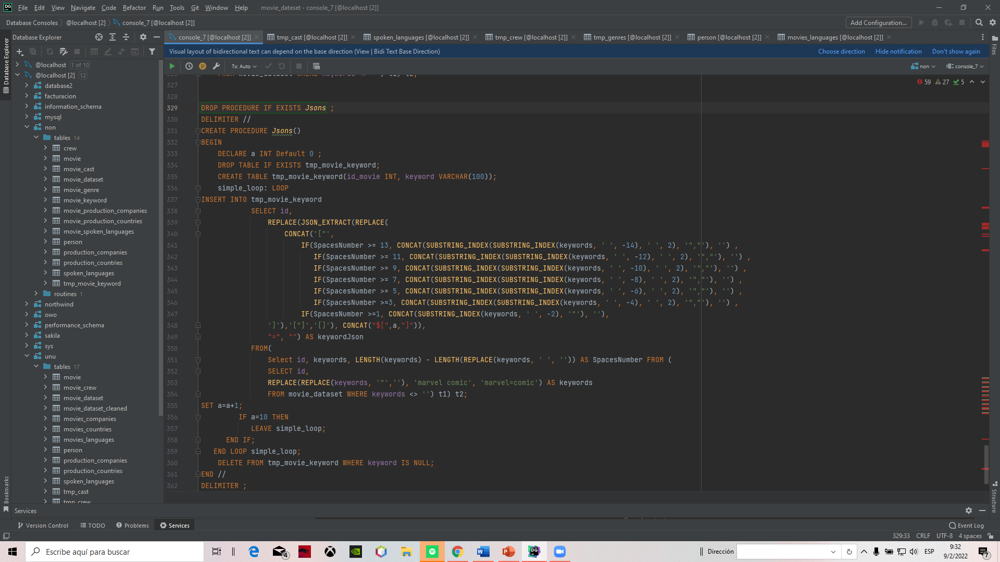 File Edit View Navigate Code Refactor Run Tools Git Window Help movie_dateset - console_7 [@localhost [2]]
Database Consoles @localhost [2] console_7 [@localhost [2]] Add Configuration...
Database Explorer
console_7 [@localhost [2]] tmp_cast [@localhost [2]] spoken_languages [@localhost [2]] tmp_crew [@localhost [2]] tmp_genres [@localhost [2]] person [@localhost [2]] movies_languages [@localhost [2]]
Visual layout of bidirectional text can depend on the base direction (View | Bidi Text Base Direction) Choose direction Hide notification Don't show again
Tx: Auto non console_7
59 27 5
Database Explorer
Bookmarks
Files
Structure
@localhost 1 of 10
@localhost [2] 12
database2
facturacion
information_schema
mysql
non
tables 14
crew
movie
movie_cast
movie_dataset
movie_genre
movie_keyword
movie_production_companies
movie_production_countries
movie_spoken_languages
person
production_companies
production_countries
spoken_languages
tmp_movie_keyword
routines 1
northwind
owo
performance_schema
sakila
sys
unu
tables 17
movie
movie_crew
movie_dataset
movie_dataset_cleaned
movies_companies
movies_countries
movies_languages
person
production_companies
production_countries
spoken_languages
tmp_cast
tmp_crew
326 FROM movie_dataset WHERE keywords <> '') t1) t2;
327
328
329 DROP PROCEDURE IF EXISTS Jsons ;
330 DELIMITER //
331 CREATE PROCEDURE Jsons()
332 BEGIN
333 DECLARE a INT Default 0 ;
334 DROP TABLE IF EXISTS tmp_movie_keyword;
335 CREATE TABLE tmp_movie_keyword(id_movie INT, keyword VARCHAR(100));
336 simple_loop: LOOP
337 INSERT INTO tmp_movie_keyword
338 SELECT id,
339 REPLACE(JSON_EXTRACT(REPLACE(
340 CONCAT('["',
341 IF(SpacesNumber >= 13, CONCAT(SUBSTRING_INDEX(SUBSTRING_INDEX(keywords, ' ', -14), ' ', 2), '","'), '') ,
342 IF(SpacesNumber >= 11, CONCAT(SUBSTRING_INDEX(SUBSTRING_INDEX(keywords, ' ', -12), ' ', 2), '","'), '') ,
343 IF(SpacesNumber >= 9, CONCAT(SUBSTRING_INDEX(SUBSTRING_INDEX(keywords, ' ', -10), ' ', 2), '","'), '') ,
344 IF(SpacesNumber >= 7, CONCAT(SUBSTRING_INDEX(SUBSTRING_INDEX(keywords, ' ', -8), ' ', 2), '","'), '') ,
345 IF(SpacesNumber >= 5, CONCAT(SUBSTRING_INDEX(SUBSTRING_INDEX(keywords, ' ', -6), ' ', 2), '","'), '') ,
346 IF(SpacesNumber >=3, CONCAT(SUBSTRING_INDEX(SUBSTRING_INDEX(keywords, ' ', -4), ' ', 2), '","'), '') ,
347 IF(SpacesNumber >=1, CONCAT(SUBSTRING_INDEX(keywords, ' ', -2), '"'), ''),
348 ']'),'["]','[]'), CONCAT("$[",a,"]")),
349 "=", "") AS keywordJson
350 FROM(
351 Select id, keywords, LENGTH(keywords) - LENGTH(REPLACE(keywords, ' ', '')) AS SpacesNumber FROM (
352 SELECT id,
353 REPLACE(REPLACE(keywords, '"',''), 'marvel comic', 'marvel=comic') AS keywords
354 FROM movie_dataset WHERE keywords <> '') t1) t2;
355 SET a=a+1;
356 IF a=10 THEN
357 LEAVE simple_loop;
358 END IF;
359 END LOOP simple_loop;
360 DELETE FROM tmp_movie_keyword WHERE keyword IS NULL;
361 END //
362 DELIMITER ;
Services
Version Control TODO Problems Services Event Log
329:33 CRLF UTF-8 4 spaces
Escribe aquí para buscar 4 Dirección ESP 9:32
9/2/2022 7